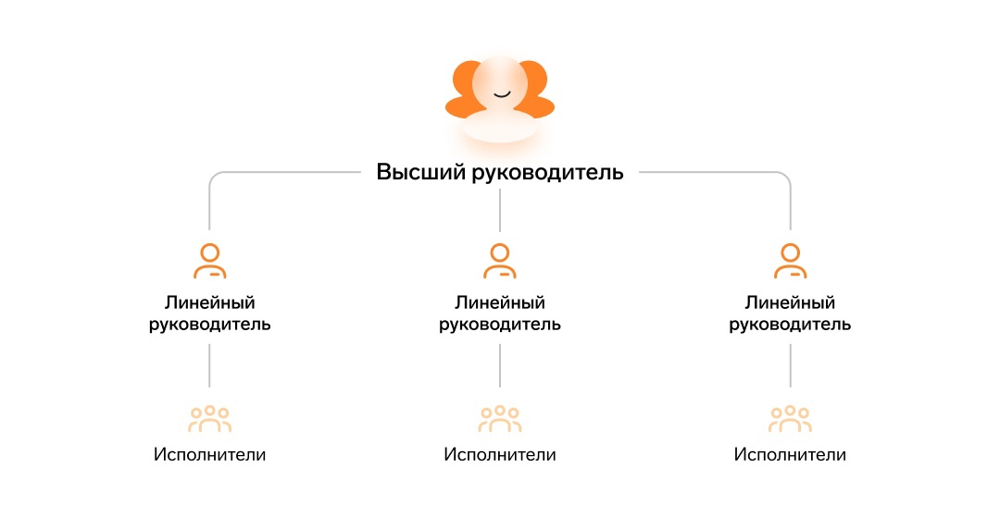 Высший руководитель
Линейный
руководитель
Линейный
руководитель
Линейный
руководитель
Исполнители
Исполнители
Исполнители